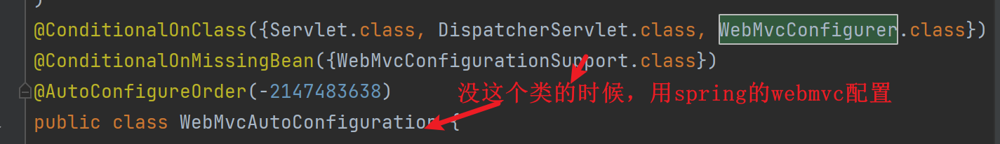 )
@ConditionalOnClass({Servlet.class, DispatcherServlet.class, WebMvcConfigurer.class})
@ConditionalOnMissingBean({WebMvcConfigurationSupport.class})
@AutoConfigureOrder(-2147483638)
没这个类的时候，用spring的webmvc配置
public class WebMvcAutoConfiguration {